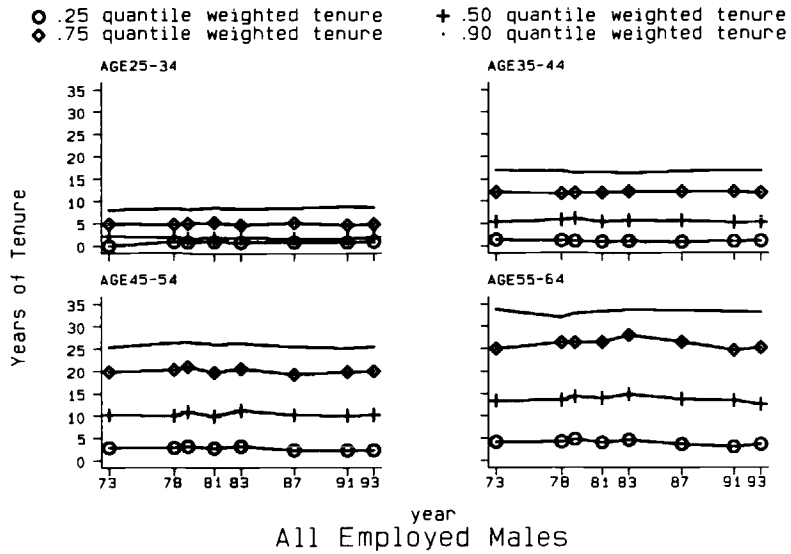 .25 quantile weighted tenure
.50 quantile weighted tenure
.75 quantile weighted tenure
.90 quantile weighted tenure
AGE25-34
AGE35-44
35
30
25
20
15
10
5
0
AGE45-54
AGE55-64
35
30
25
20
15
10
5
0
Years of Tenure
73 78 81 83 87 91 93
73 78 81 83 87 91 93
year
All Employed Males